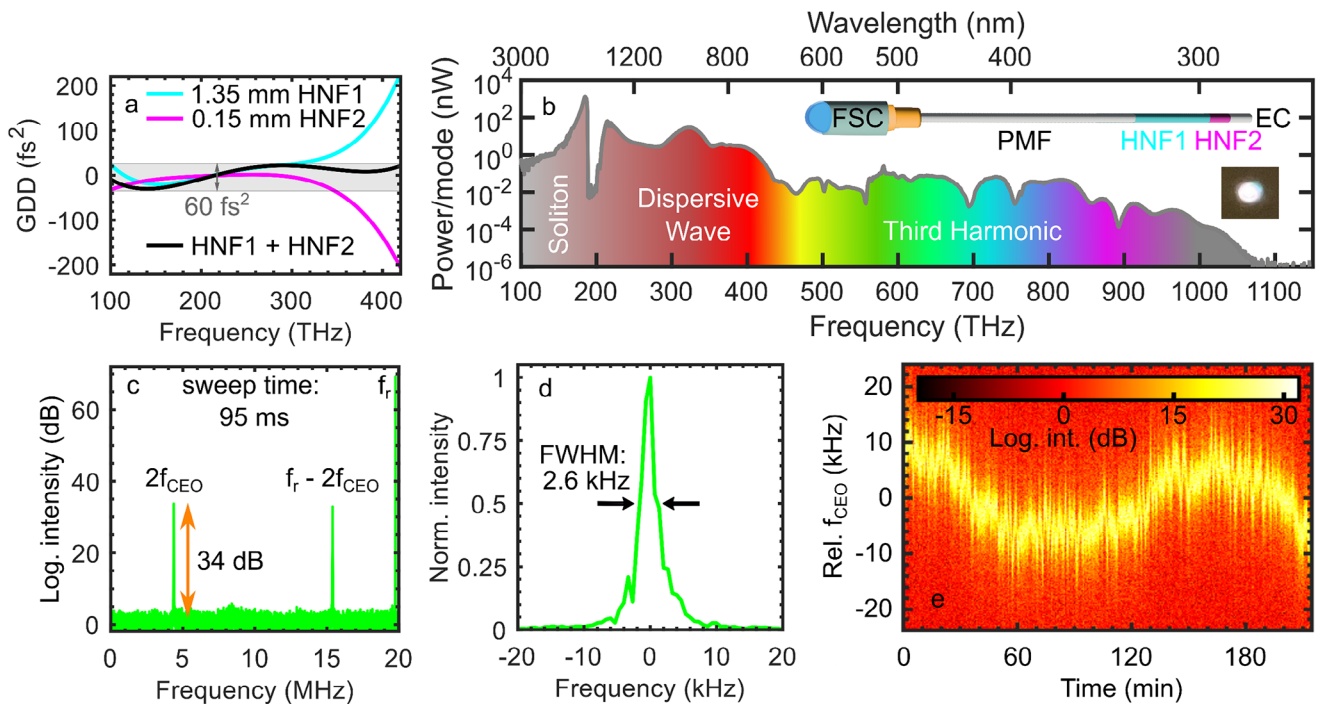 a
1.35 mm HNF1
0.15 mm HNF2
60 fs²
HNF1 + HNF2
GDD (fs²)
200
100
0
-100
-200
100
200
300
400
Frequency (THz)
Wavelength (nm)
3000
1200
800
600
500
400
300
b
FSC
PMF
HNF1
HNF2
EC
Soliton
Dispersive
Wave
Third Harmonic
Power/mode (nW)
10⁴
10²
10⁰
10⁻²
10⁻⁴
10⁻⁶
100
200
300
400
500
600
700
800
900
1000
1100
Frequency (THz)
c
sweep time:
95 ms
fᵣ
2f_CEO
fᵣ - 2f_CEO
34 dB
Log. intensity (dB)
60
40
20
0
0
5
10
15
20
Frequency (MHz)
d
FWHM:
2.6 kHz
Norm. intensity
1
0.75
0.5
0.25
0
-20
-10
0
10
20
Frequency (kHz)
-15
0
15
30
Log. int. (dB)
e
Rel. f_CEO (kHz)
20
10
0
-10
-20
0
60
120
180
Time (min)